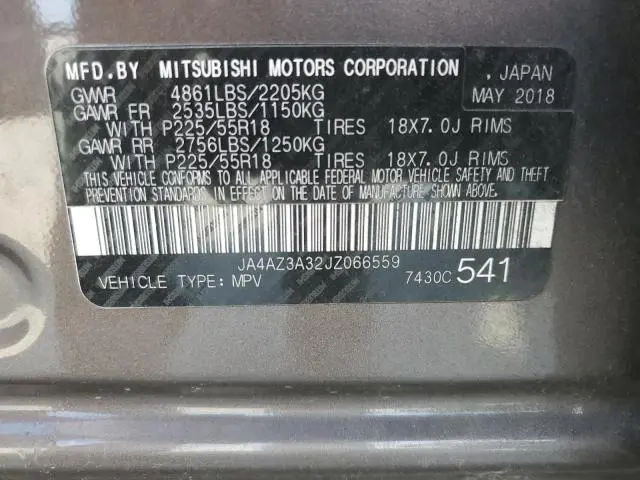 MFD.BY MITSUBISHI MOTORS CORPORATION . JAPAN
GVWR 4861LBS/2205KG MAY 2018
GAWR FR 2535LBS/1150KG
WITH P225/55R18 TIRES 18X7.0J RIMS
GAWR RR 2756LBS/1250KG
WITH P225/55R18 TIRES 18X7.0J RIMS
THIS VEHICLE CONFORMS TO ALL APPLICABLE FEDERAL MOTOR VEHICLE SAFETY AND THEFT
PREVENTION STANDARDS IN EFFECT ON THE DATE OF MANUFACTURE SHOWN ABOVE.
JA4AZ3A32JZ066559
VEHICLE TYPE: MPV 7430C 541